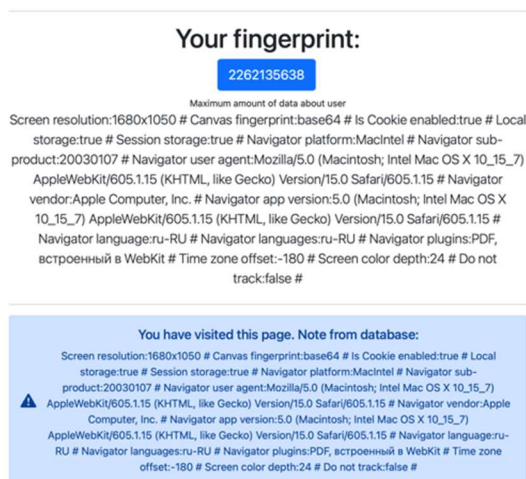 Your fingerprint:
2262135638
Maximum amount of data about user
Screen resolution:1680x1050 # Canvas fingerprint:base64 # Is Cookie enabled:true # Local
storage:true # Session storage:true # Navigator platform:MacIntel # Navigator sub-
product:20030107 # Navigator user agent:Mozilla/5.0 (Macintosh; Intel Mac OS X 10_15_7)
AppleWebKit/605.1.15 (KHTML, like Gecko) Version/15.0 Safari/605.1.15 # Navigator
vendor:Apple Computer, Inc. # Navigator app version:5.0 (Macintosh; Intel Mac OS X
10_15_7) AppleWebKit/605.1.15 (KHTML, like Gecko) Version/15.0 Safari/605.1.15 #
Navigator language:ru-RU # Navigator languages:ru-RU # Navigator plugins:PDF,
встроенный в WebKit # Time zone offset:-180 # Screen color depth:24 # Do not
track:false #
You have visited this page. Note from database:
Screen resolution:1680x1050 # Canvas fingerprint:base64 # Is Cookie enabled:true # Local
storage:true # Session storage:true # Navigator platform:MacIntel # Navigator sub-
product:20030107 # Navigator user agent:Mozilla/5.0 (Macintosh; Intel Mac OS X 10_15_7)
AppleWebKit/605.1.15 (KHTML, like Gecko) Version/15.0 Safari/605.1.15 # Navigator vendor:Apple
Computer, Inc. # Navigator app version:5.0 (Macintosh; Intel Mac OS X 10_15_7)
AppleWebKit/605.1.15 (KHTML, like Gecko) Version/15.0 Safari/605.1.15 # Navigator language:ru-
RU # Navigator languages:ru-RU # Navigator plugins:PDF, встроенный в WebKit # Time zone
offset:-180 # Screen color depth:24 # Do not track:false #